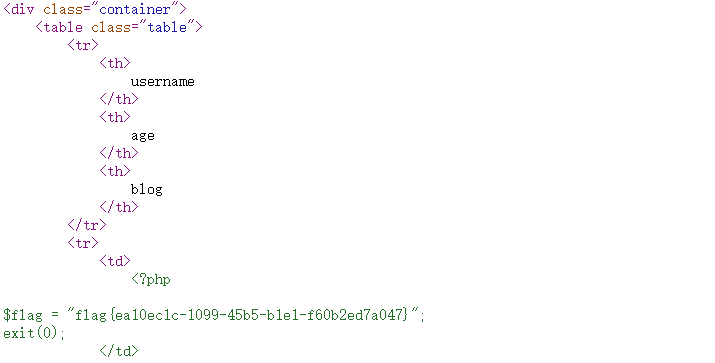 <div class="container">
<table class="table">
<tr>
<th>
username
</th>
<th>
age
</th>
<th>
blog
</th>
</tr>
<tr>
<td>
<?php
$flag = "flag{ea10ec1c-1099-45b5-b1e1-f60b2ed7a047}";
exit(0);
</td>